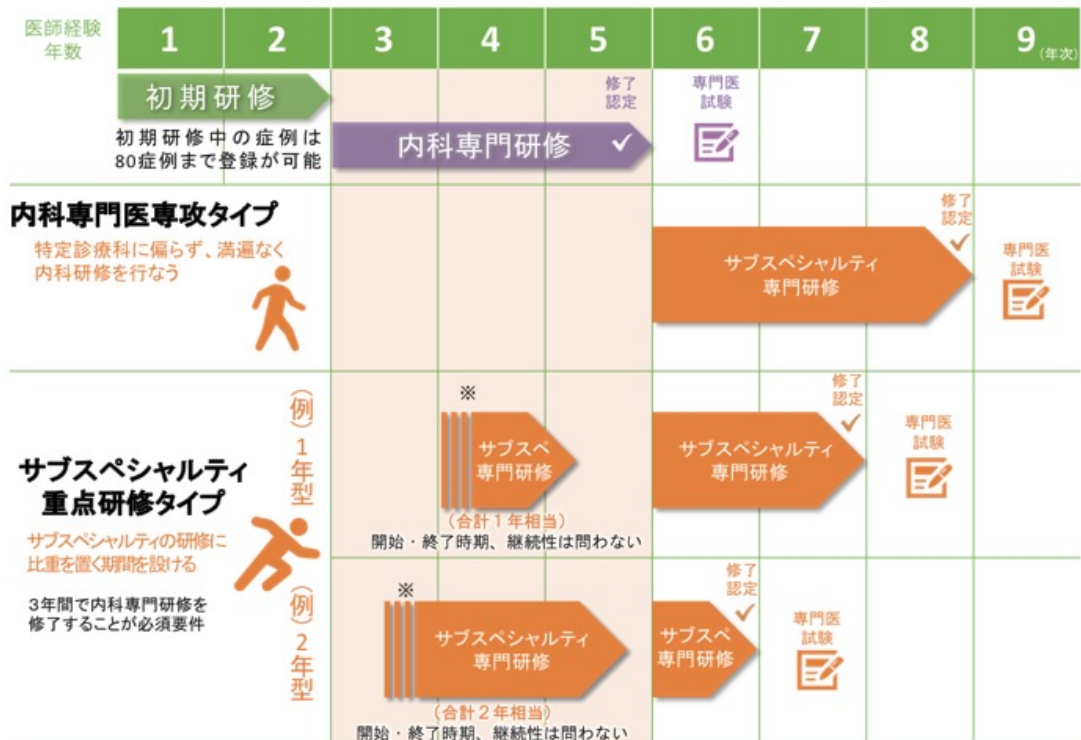 医師経験
年数
1 2 3 4 5 6 7 8 9(年次)
初期研修
初期研修中の症例は
80症例まで登録が可能
内科専門研修
修了
認定
専門医
試験
内科専門医専攻タイプ
特定診療科に偏らず、満遍なく
内科研修を行なう
サブスペシャルティ
専門研修
修了
認定
専門医
試験
サブスペシャルティ
重点研修タイプ
サブスペシャルティの研修に
比重を置く期間を設ける
3年間で内科専門研修を
修了することが必須要件
(例)1年型
※
サブスペ
専門研修
(合計1年相当)
開始・終了時期、継続性は問わない
サブスペシャルティ
専門研修
修了
認定
専門医
試験
(例)2年型
※
サブスペシャルティ
専門研修
(合計2年相当)
開始・終了時期、継続性は問わない
サブスペ
専門研修
修了
認定
専門医
試験